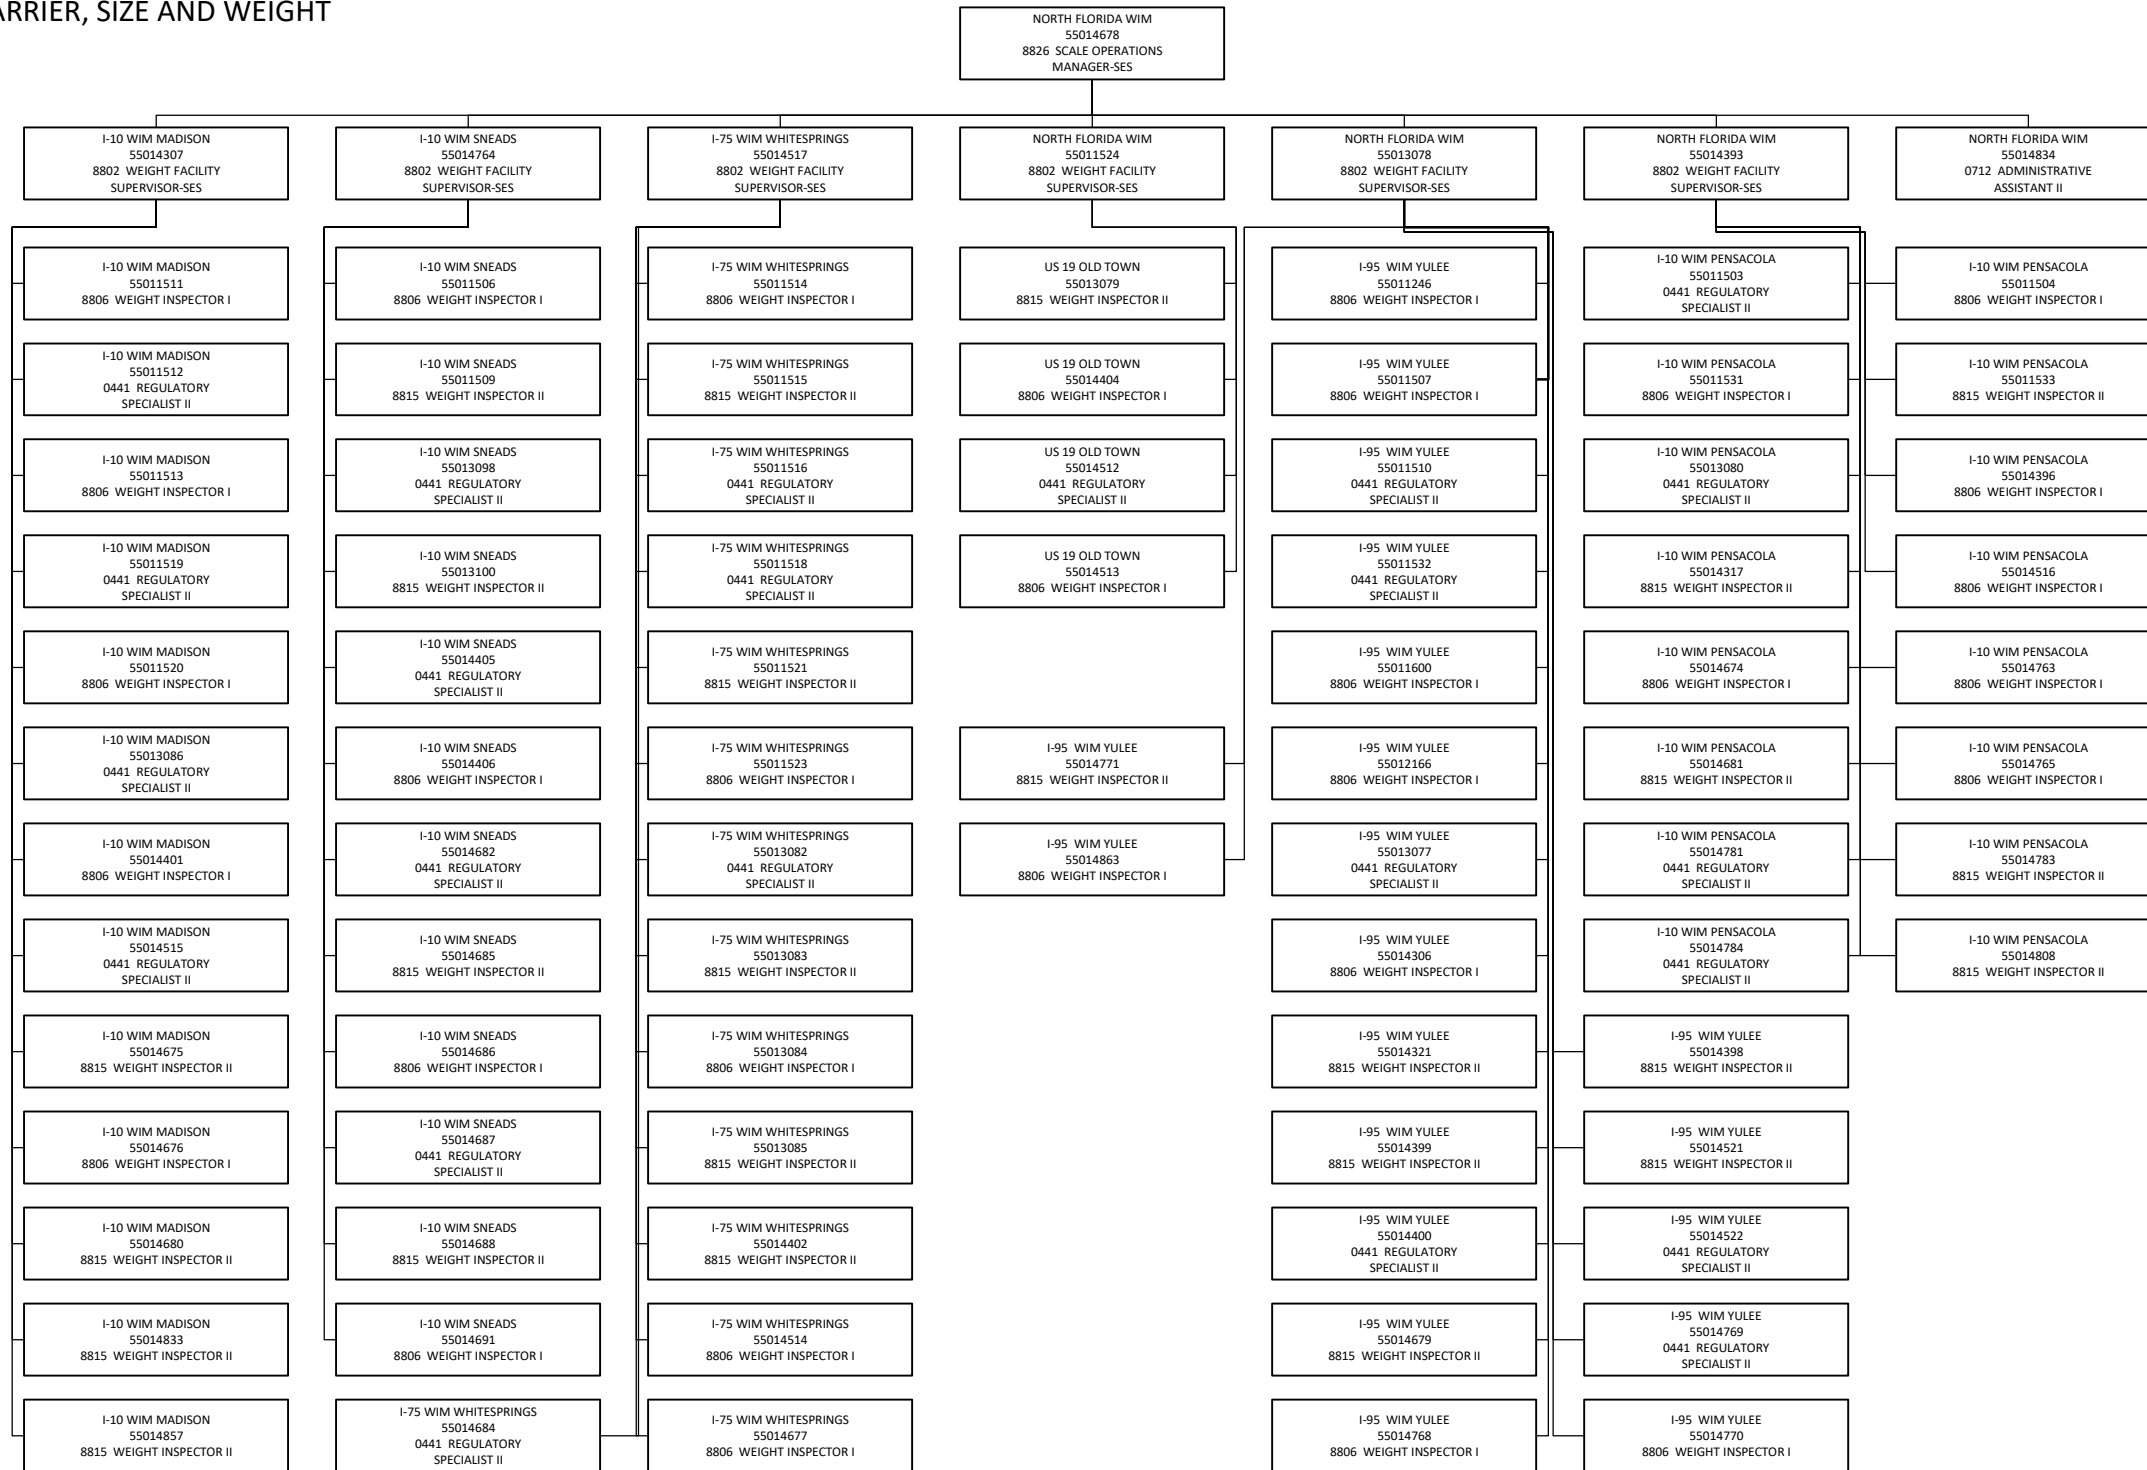 ARRIER, SIZE AND WEIGHT
NORTH FLORIDA WIM
55014678
8826 SCALE OPERATIONS
MANAGER-SES
I-10 WIM MADISON
55014307
8802 WEIGHT FACILITY
SUPERVISOR-SES
I-10 WIM SNEADS
55014764
8802 WEIGHT FACILITY
SUPERVISOR-SES
I-75 WIM WHITESPRINGS
55014517
8802 WEIGHT FACILITY
SUPERVISOR-SES
NORTH FLORIDA WIM
55011524
8802 WEIGHT FACILITY
SUPERVISOR-SES
NORTH FLORIDA WIM
55013078
8802 WEIGHT FACILITY
SUPERVISOR-SES
NORTH FLORIDA WIM
55014393
8802 WEIGHT FACILITY
SUPERVISOR-SES
NORTH FLORIDA WIM
55014834
0712 ADMINISTRATIVE
ASSISTANT II
I-10 WIM MADISON
55011511
8806 WEIGHT INSPECTOR I
I-10 WIM SNEADS
55011506
8806 WEIGHT INSPECTOR I
I-75 WIM WHITESPRINGS
55011514
8806 WEIGHT INSPECTOR I
US 19 OLD TOWN
55013079
8815 WEIGHT INSPECTOR II
I-95 WIM YULEE
55011246
8806 WEIGHT INSPECTOR I
I-10 WIM PENSACOLA
55011503
0441 REGULATORY
SPECIALIST II
I-10 WIM PENSACOLA
55011504
8806 WEIGHT INSPECTOR I
I-10 WIM MADISON
55011512
0441 REGULATORY
SPECIALIST II
I-10 WIM SNEADS
55011509
8815 WEIGHT INSPECTOR II
I-75 WIM WHITESPRINGS
55011515
8815 WEIGHT INSPECTOR II
US 19 OLD TOWN
55014404
8806 WEIGHT INSPECTOR I
I-95 WIM YULEE
55011507
8806 WEIGHT INSPECTOR I
I-10 WIM PENSACOLA
55011531
8806 WEIGHT INSPECTOR I
I-10 WIM PENSACOLA
55011533
8815 WEIGHT INSPECTOR II
I-10 WIM MADISON
55011513
8806 WEIGHT INSPECTOR I
I-10 WIM SNEADS
55013098
0441 REGULATORY
SPECIALIST II
I-75 WIM WHITESPRINGS
55011516
0441 REGULATORY
SPECIALIST II
US 19 OLD TOWN
55014512
0441 REGULATORY
SPECIALIST II
I-95 WIM YULEE
55011510
0441 REGULATORY
SPECIALIST II
I-10 WIM PENSACOLA
55013080
0441 REGULATORY
SPECIALIST II
I-10 WIM PENSACOLA
55014396
8806 WEIGHT INSPECTOR I
I-10 WIM MADISON
55011519
0441 REGULATORY
SPECIALIST II
I-10 WIM SNEADS
55013100
8815 WEIGHT INSPECTOR II
I-75 WIM WHITESPRINGS
55011518
0441 REGULATORY
SPECIALIST II
US 19 OLD TOWN
55014513
8806 WEIGHT INSPECTOR I
I-95 WIM YULEE
55011532
0441 REGULATORY
SPECIALIST II
I-10 WIM PENSACOLA
55014317
8815 WEIGHT INSPECTOR II
I-10 WIM PENSACOLA
55014516
8806 WEIGHT INSPECTOR I
I-10 WIM MADISON
55011520
8806 WEIGHT INSPECTOR I
I-10 WIM SNEADS
55014405
0441 REGULATORY
SPECIALIST II
I-75 WIM WHITESPRINGS
55011521
8815 WEIGHT INSPECTOR II
I-95 WIM YULEE
55011600
8806 WEIGHT INSPECTOR I
I-10 WIM PENSACOLA
55014674
8806 WEIGHT INSPECTOR I
I-10 WIM PENSACOLA
55014763
8806 WEIGHT INSPECTOR I
I-10 WIM MADISON
55013086
0441 REGULATORY
SPECIALIST II
I-10 WIM SNEADS
55014406
8806 WEIGHT INSPECTOR I
I-75 WIM WHITESPRINGS
55011523
8806 WEIGHT INSPECTOR I
I-95 WIM YULEE
55014771
8815 WEIGHT INSPECTOR II
I-95 WIM YULEE
55012166
8806 WEIGHT INSPECTOR I
I-10 WIM PENSACOLA
55014681
8815 WEIGHT INSPECTOR II
I-10 WIM PENSACOLA
55014765
8806 WEIGHT INSPECTOR I
I-10 WIM MADISON
55014401
8806 WEIGHT INSPECTOR I
I-10 WIM SNEADS
55014682
0441 REGULATORY
SPECIALIST II
I-75 WIM WHITESPRINGS
55013082
0441 REGULATORY
SPECIALIST II
I-95 WIM YULEE
55014863
8806 WEIGHT INSPECTOR I
I-95 WIM YULEE
55013077
0441 REGULATORY
SPECIALIST II
I-10 WIM PENSACOLA
55014781
0441 REGULATORY
SPECIALIST II
I-10 WIM PENSACOLA
55014783
8815 WEIGHT INSPECTOR II
I-10 WIM MADISON
55014515
0441 REGULATORY
SPECIALIST II
I-10 WIM SNEADS
55014685
8815 WEIGHT INSPECTOR II
I-75 WIM WHITESPRINGS
55013083
8815 WEIGHT INSPECTOR II
I-95 WIM YULEE
55014306
8806 WEIGHT INSPECTOR I
I-10 WIM PENSACOLA
55014784
0441 REGULATORY
SPECIALIST II
I-10 WIM PENSACOLA
55014808
8815 WEIGHT INSPECTOR II
I-10 WIM MADISON
55014675
8815 WEIGHT INSPECTOR II
I-10 WIM SNEADS
55014686
8806 WEIGHT INSPECTOR I
I-75 WIM WHITESPRINGS
55013084
8806 WEIGHT INSPECTOR I
I-95 WIM YULEE
55014321
8815 WEIGHT INSPECTOR II
I-95 WIM YULEE
55014398
8815 WEIGHT INSPECTOR II
I-10 WIM MADISON
55014676
8806 WEIGHT INSPECTOR I
I-10 WIM SNEADS
55014687
0441 REGULATORY
SPECIALIST II
I-75 WIM WHITESPRINGS
55013085
8815 WEIGHT INSPECTOR II
I-95 WIM YULEE
55014399
8815 WEIGHT INSPECTOR II
I-95 WIM YULEE
55014521
8815 WEIGHT INSPECTOR II
I-10 WIM MADISON
55014680
8815 WEIGHT INSPECTOR II
I-10 WIM SNEADS
55014688
8815 WEIGHT INSPECTOR II
I-75 WIM WHITESPRINGS
55014402
8815 WEIGHT INSPECTOR II
I-95 WIM YULEE
55014400
0441 REGULATORY
SPECIALIST II
I-95 WIM YULEE
55014522
0441 REGULATORY
SPECIALIST II
I-10 WIM MADISON
55014833
8815 WEIGHT INSPECTOR II
I-10 WIM SNEADS
55014691
8806 WEIGHT INSPECTOR I
I-75 WIM WHITESPRINGS
55014514
8806 WEIGHT INSPECTOR I
I-95 WIM YULEE
55014679
8815 WEIGHT INSPECTOR II
I-95 WIM YULEE
55014769
0441 REGULATORY
SPECIALIST II
I-10 WIM MADISON
55014857
8815 WEIGHT INSPECTOR II
I-75 WIM WHITESPRINGS
55014684
0441 REGULATORY
SPECIALIST II
I-75 WIM WHITESPRINGS
55014677
8806 WEIGHT INSPECTOR I
I-95 WIM YULEE
55014768
8806 WEIGHT INSPECTOR I
I-95 WIM YULEE
55014770
8806 WEIGHT INSPECTOR I